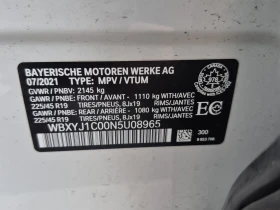 BAYERISCHE MOTOREN WERKE AG
07/2021 TYPE: MPV / VTUM
GVWR / PNBV: 2145 kg
GAWR / PNBE: FRONT / AVANT - 1110 kg WITH/AVEC:
225/45 R19 TIRES/PNEUS, 8Jx19 RIMS/JANTES
GAWR / PNBE: REAR / ARRIERE - 1080 kg WITH/AVEC:
225/45 R19 TIRES/PNEUS, 8Jx19 RIMS/JANTES
WBXYJ1C00N5U08965
300